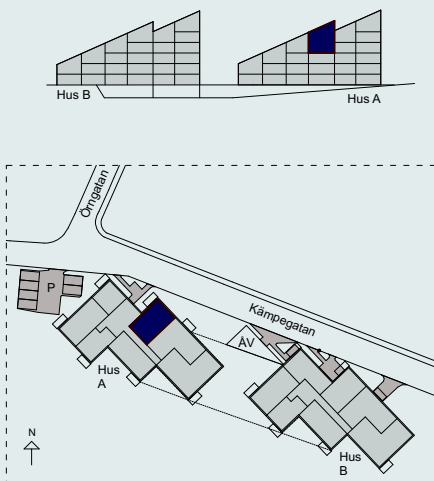 Hus B
Hus A
Örngatan
P
Kämpegatan
ÅV
Hus
A
N
Hus
B